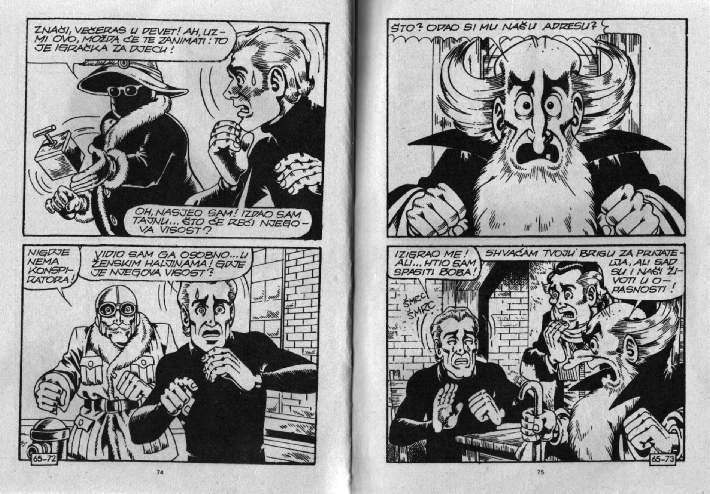 ZNAČI, VEČERAS U DEVET! AH, UZ-
MI OVO, MOŽDA ĆE TE ZANIMATI: TO
JE IGRAČKA ZA DJECU!
OH, NASJEO SAM! IZDAO SAM
TAJNU... ŠTO ĆE REĆI NJEGO-
VA VISOST?
NIGDJE
NEMA
KONSPI-
RATORA!
VIDIO SAM GA OSOBNO... U
ŽENSKIM HALJINAMA! GDJE
JE NJEGOVA VISOST?
65-72
74
ŠTO? ODAO SI MU NAŠU ADRESU?
IZIGRAO ME!
ALI... HTIO SAM
SPASITI BOBA!
ŠMRC!
ŠMRC
SHVAĆAM TVOJU BRIGU ZA PRIJATE-
LJA, ALI SAD
SU I NAŠI ŽI-
VOTI U O-
PASNOSTI!
65-73
75